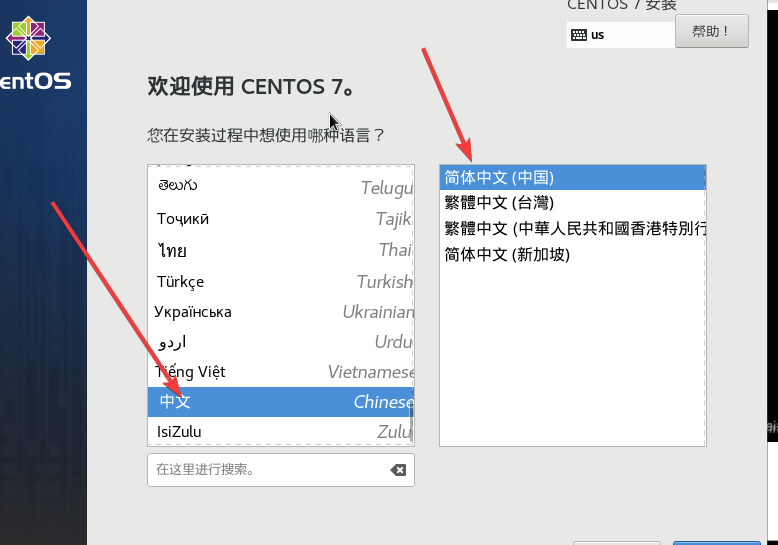 CENTOS 7 安装
us
帮助！
entOS
欢迎使用 CENTOS 7。
您在安装过程中想使用哪种语言？
తెలుగు Telugu
Тоҷикӣ Tajik
ไทย Thai
Türkçe Turkish
Українська Ukrainian
اردو Urdu
Tiếng Việt Vietnamese
中文 Chinese
IsiZulu Zulu
在这里进行搜索。
简体中文 (中国)
繁體中文 (台灣)
繁體中文 (中華人民共和國香港特別行
简体中文 (新加坡)